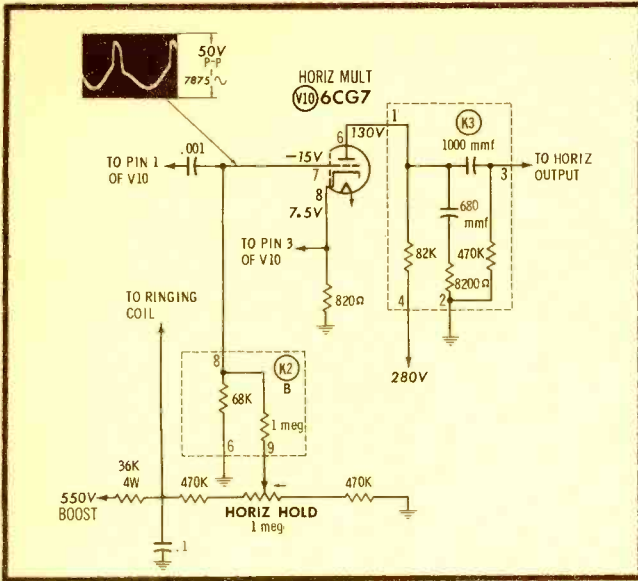 50V
P-P
7875 ~
HORIZ MULT
V10 6CG7
6
130V
1
K3
1000 mmf
TO HORIZ
OUTPUT
3
.001
TO PIN 1
OF V10
-15V
7
8
7.5V
680
mmf
TO PIN 3
OF V10
82K
470K
8200Ω
820Ω
4
2
TO RINGING
COIL
280V
8
K2
B
68K
1 meg
6
9
36K
4W
470K
470K
550V
BOOST
HORIZ HOLD
1 meg
.1